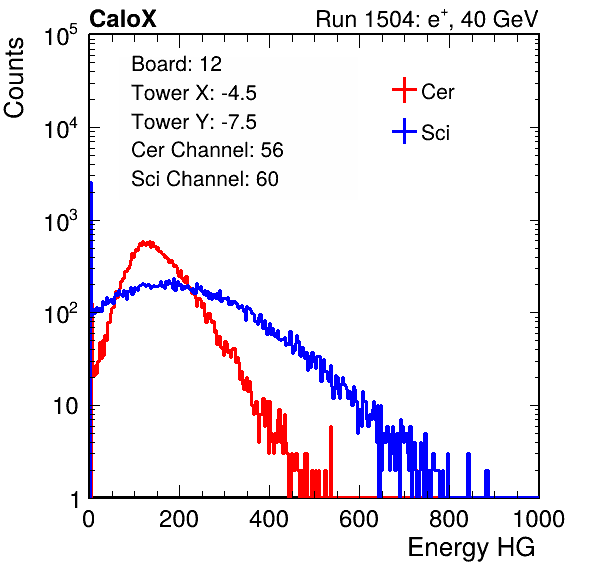 CaloX Run 1504: e⁺, 40 GeV
Counts
Board: 12
Tower X: -4.5
Tower Y: -7.5
Cer Channel: 56
Sci Channel: 60
Cer
Sci
10⁵
10⁴
10³
10²
10
1
0 200 400 600 800 1000
Energy HG